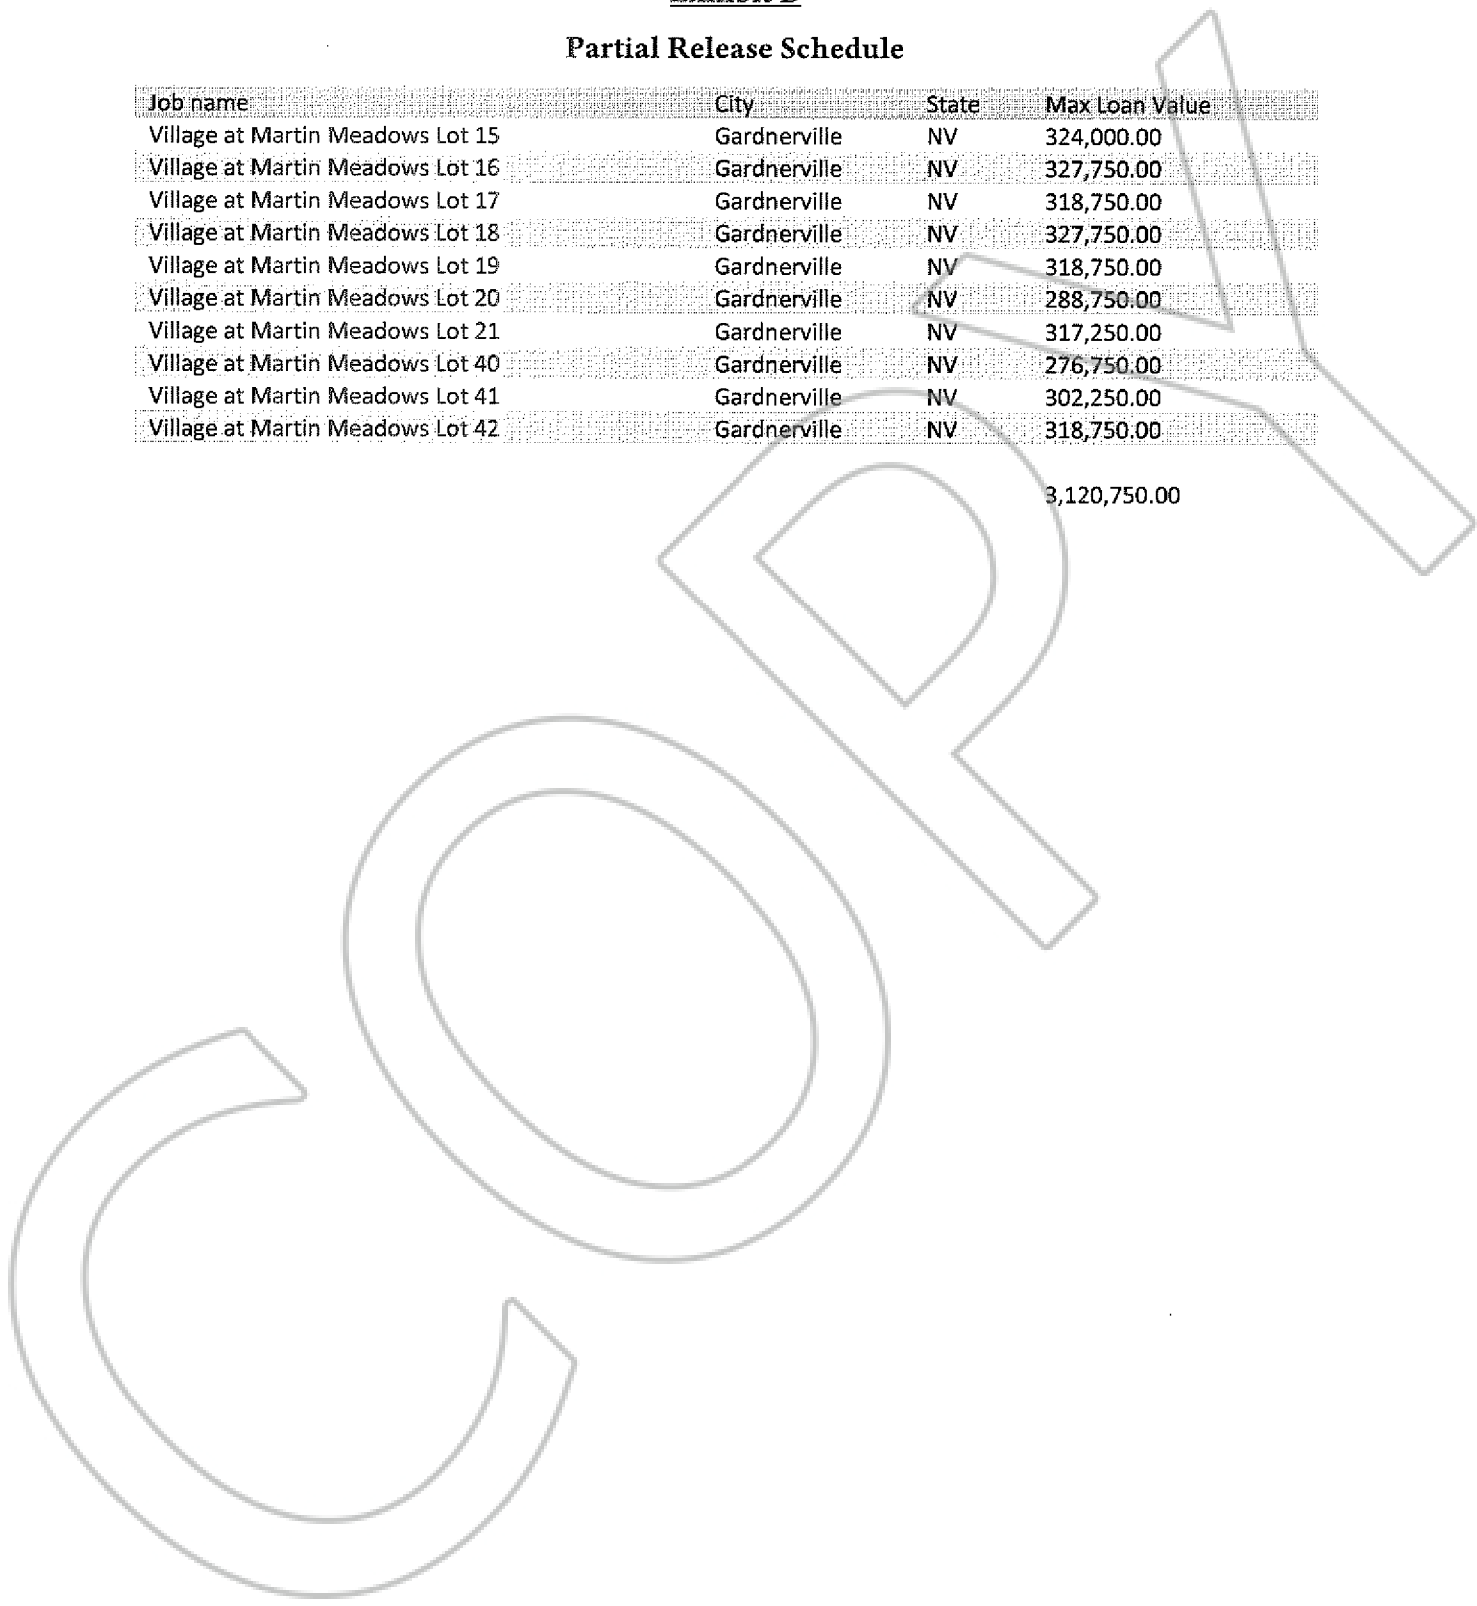 Partial Release Schedule
Job name City State Max Loan Value
Village at Martin Meadows Lot 15 Gardnerville NV 324,000.00
Village at Martin Meadows Lot 16 Gardnerville NV 327,750.00
Village at Martin Meadows Lot 17 Gardnerville NV 318,750.00
Village at Martin Meadows Lot 18 Gardnerville NV 327,750.00
Village at Martin Meadows Lot 19 Gardnerville NV 318,750.00
Village at Martin Meadows Lot 20 Gardnerville NV 288,750.00
Village at Martin Meadows Lot 21 Gardnerville NV 317,250.00
Village at Martin Meadows Lot 40 Gardnerville NV 276,750.00
Village at Martin Meadows Lot 41 Gardnerville NV 302,250.00
Village at Martin Meadows Lot 42 Gardnerville NV 318,750.00
3,120,750.00
COPY